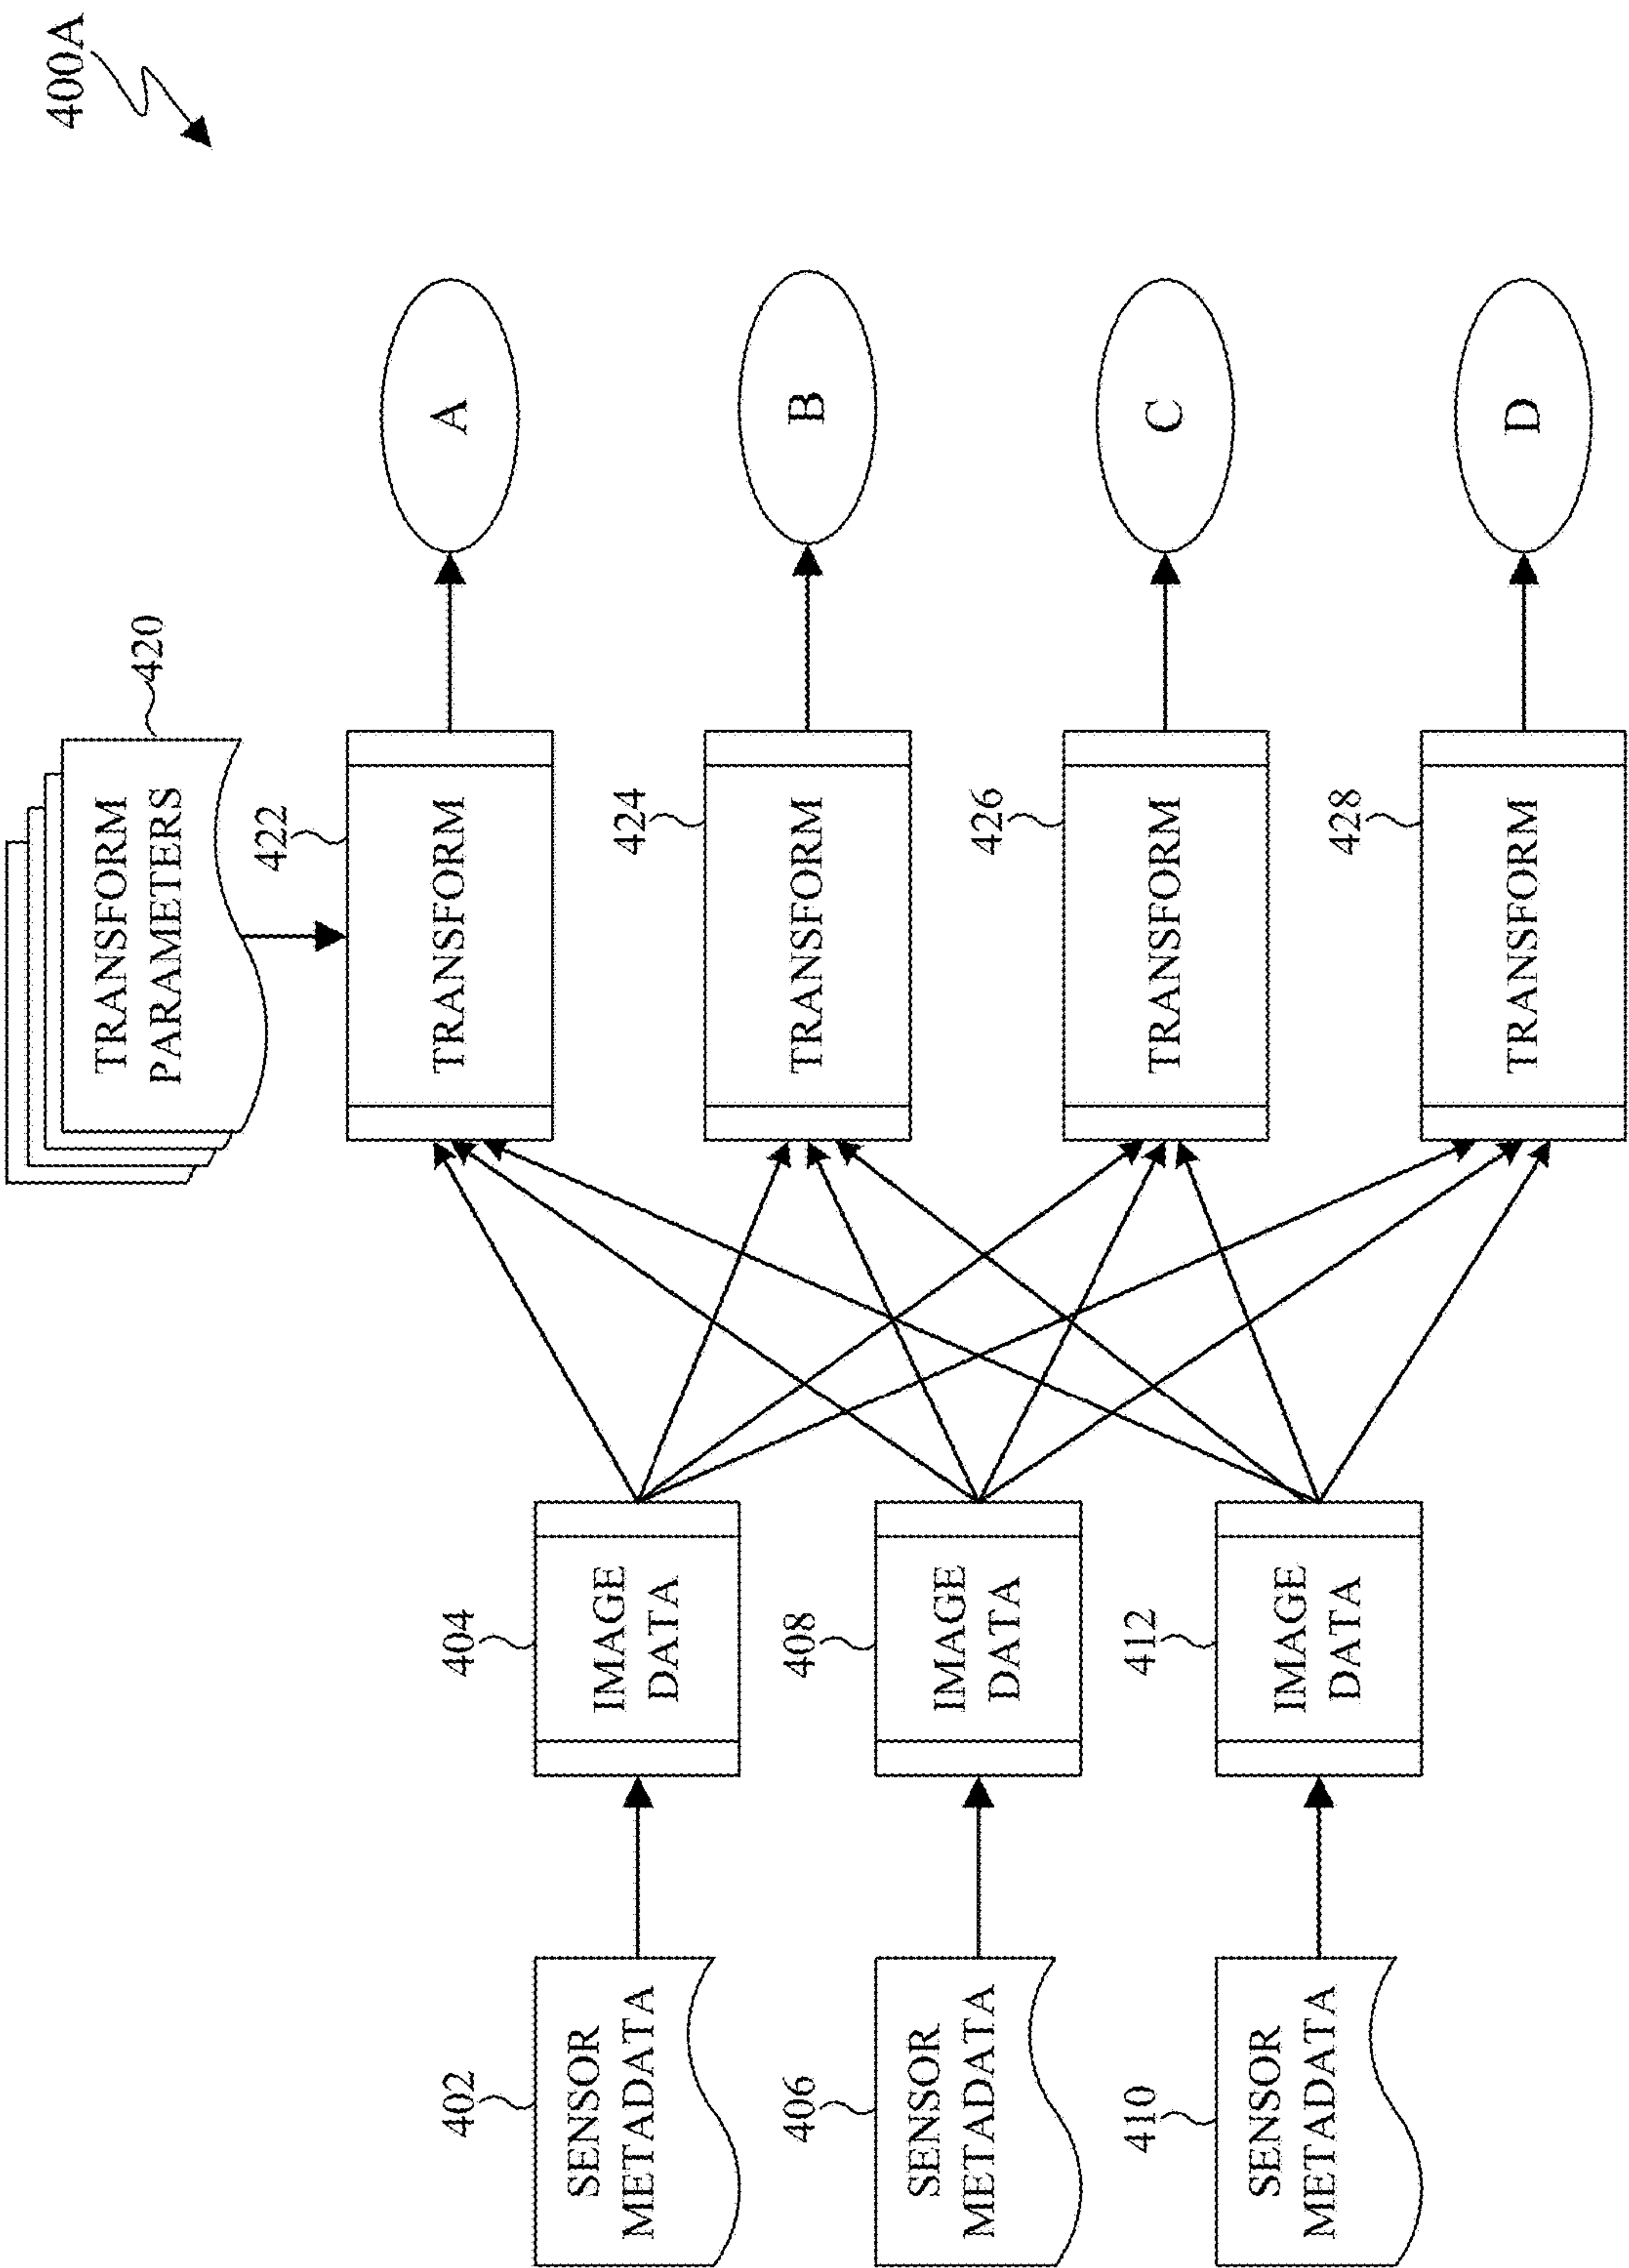 400A
TRANSFORM
PARAMETERS
420
402
SENSOR
METADATA
404
IMAGE
DATA
422
TRANSFORM
A
406
SENSOR
METADATA
408
IMAGE
DATA
424
TRANSFORM
B
410
SENSOR
METADATA
412
IMAGE
DATA
426
TRANSFORM
C
428
TRANSFORM
D